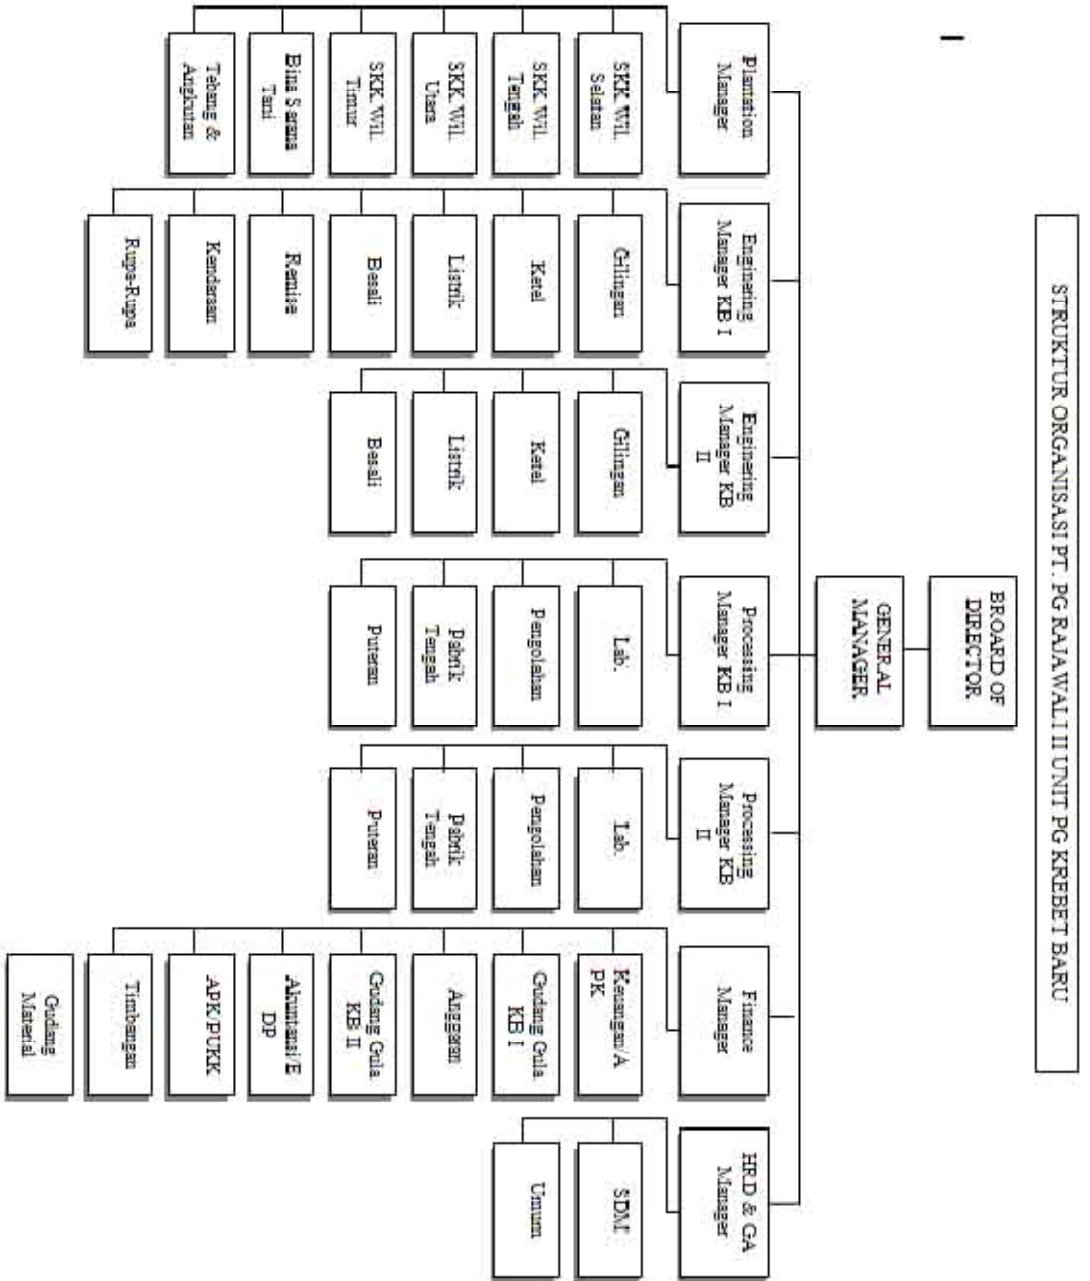 STRUKTUR ORGANISASI PT. PG RAJAWALI II UNIT PG KREBET BARU
BROARD OF
DIRECTOR
GENERAL
MANAGER
Plantation
Manager
SKK Wil.
Selatan
SKK Wil.
Tengah
SKK Wil.
Utara
SKK Wil.
Timur
Bina Sarana
Tani
Tebang &
Angkutan
Enginering
Manager KB I
Gilingan
Ketel
Listrik
Besali
Remise
Kendaraan
Rupa-Rupa
Enginering
Manager KB
II
Gilingan
Ketel
Listrik
Besali
Processing
Manager KB I
Lab.
Pengolahan
Pabrik
Tengah
Puteran
Processing
Manager KB
II
Lab.
Pengolahan
Pabrik
Tengah
Puteran
Finance
Manager
Keuangan/A
PK
Gudang Gula
KB I
Anggaran
Gudang Gula
KB II
Akuntansi/E
DP
APK/PUKK
Timbangan
Gudang
Material
HRD & GA
Manager
SDM
Umum